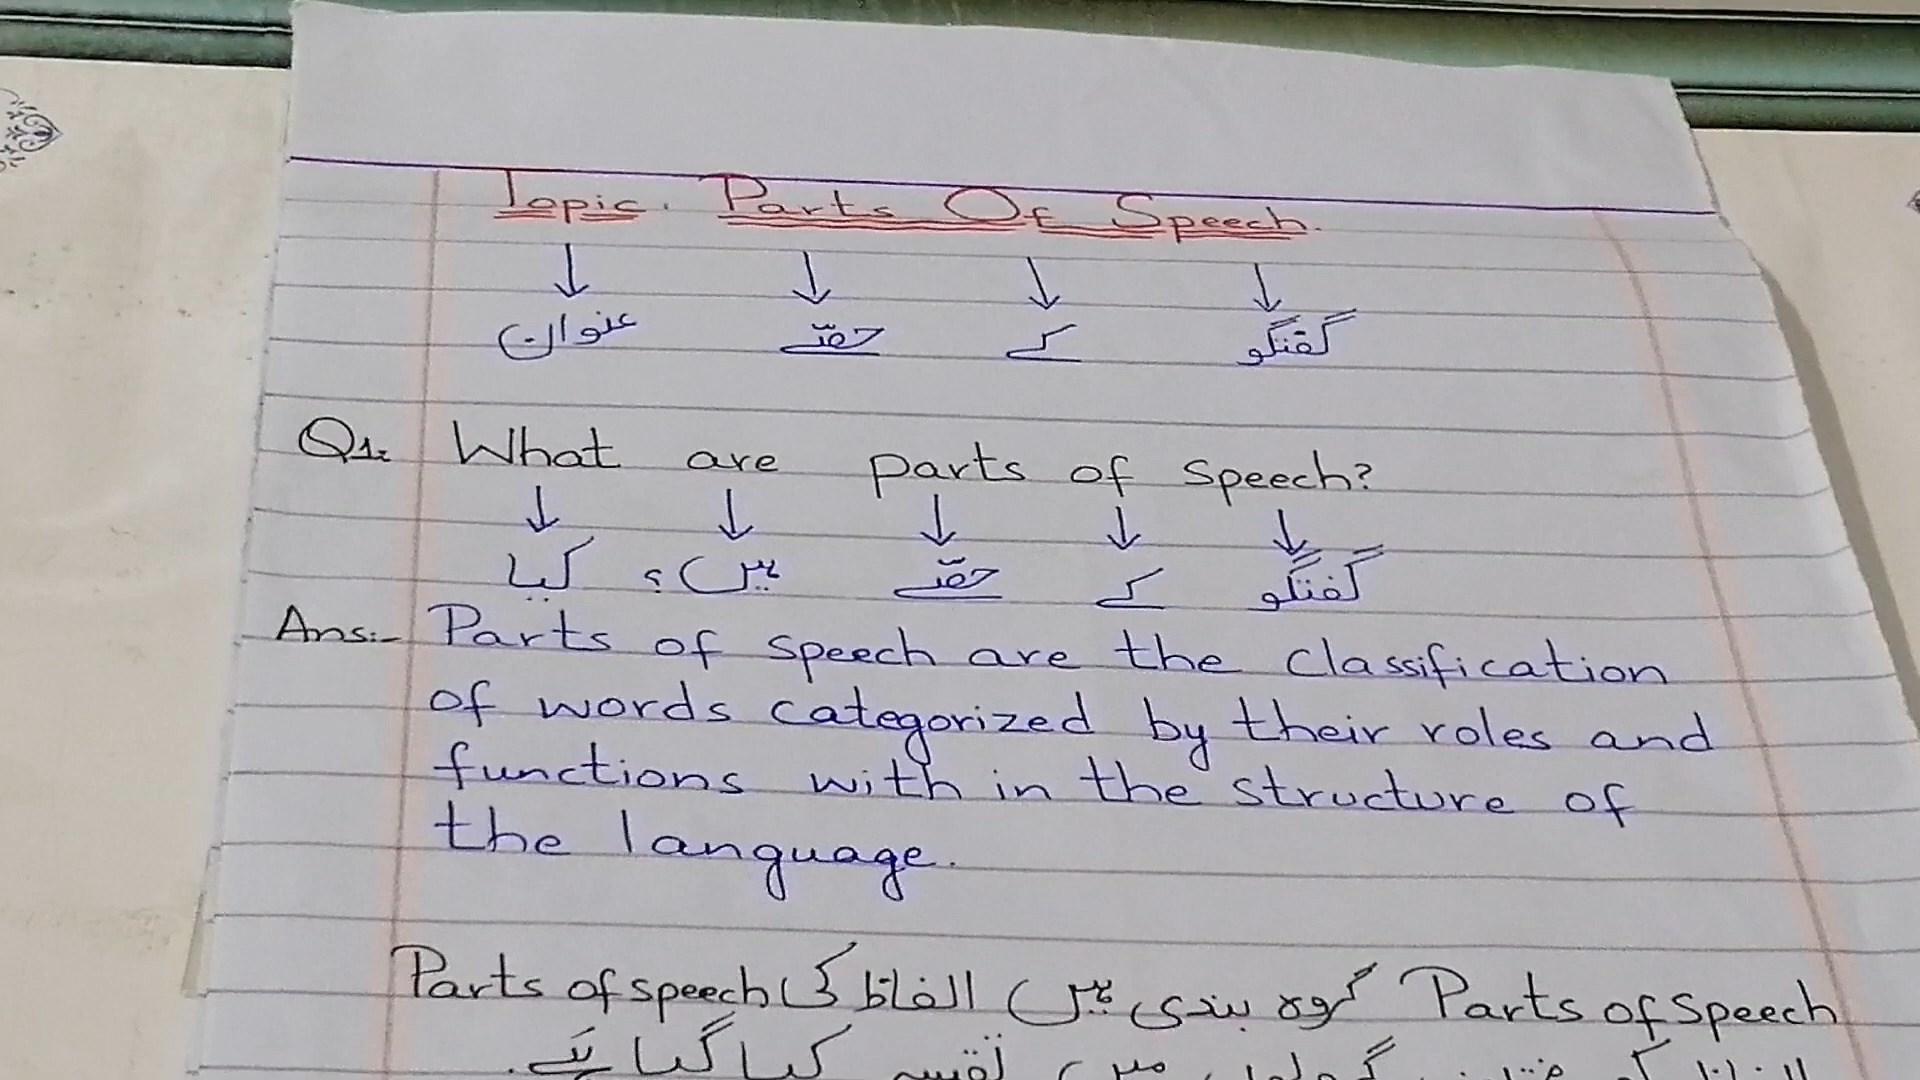 Topic. Parts Of Speech.
عنوان حصّے کے گفتگو
Q1: What are parts of speech?
کیا ہیں؟ حصّے کے گفتگو
Ans:- Parts of speech are the classification
of words categorized by their roles and
functions with in the structure of
the language.
Parts of speech گروہ بندی ہیں الفاظ کی Parts of speech
میں تقسیم کیا گیا ہے۔